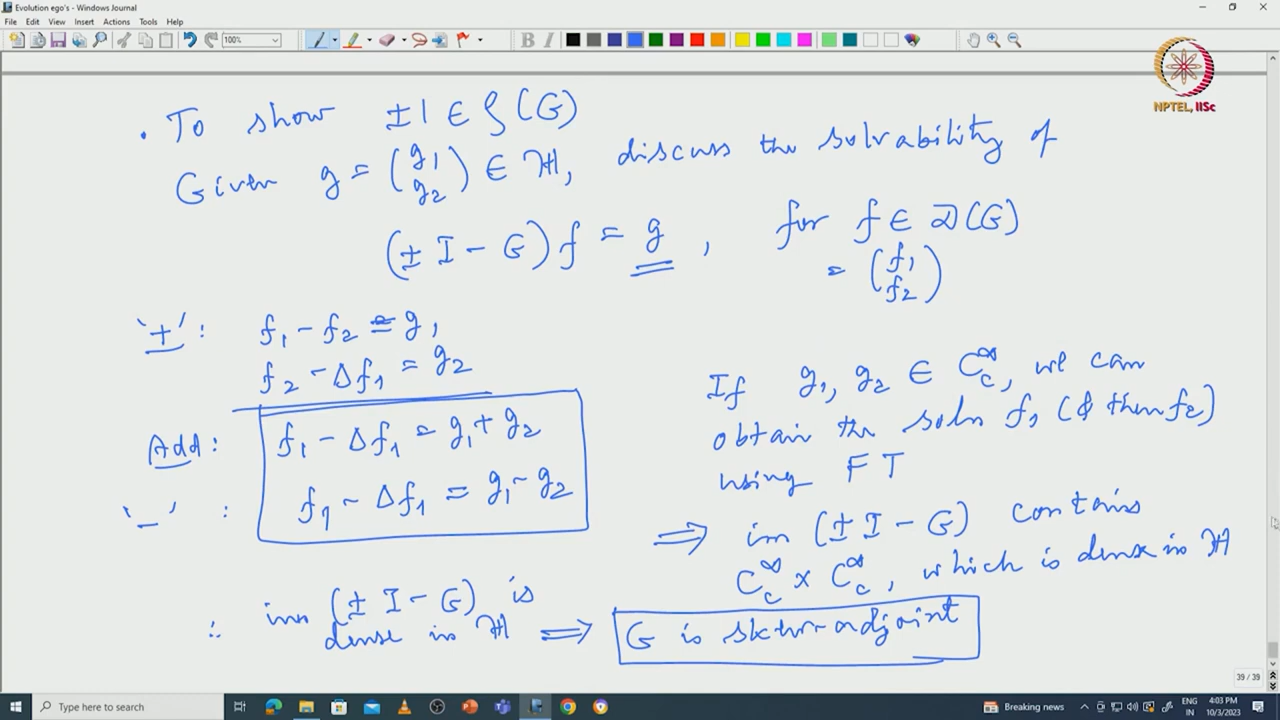 Evolution ego's - Windows Journal
File Edit View Insert Actions Tools Help
100%
NPTEL, IISc
. To show ±1 ∈ ρ(G)
Given g = (g1 g2) ∈ ℋ, discuss the solvability of
(± I - G) f = g , for f ∈ D(G)
= (f1 f2)
'+' : f1 - f2 = g1
f2 - Δf1 = g2
Add : f1 - Δf1 = g1 + g2
'-' : f1 - Δf1 = g1 - g2
If g1, g2 ∈ C_c^∞, we can
obtain the soln f1 (& then f2)
using FT
⇒ im (± I - G) contains
C_c^∞ × C_c^∞, which is dense in ℋ
∴ im (± I - G) is
dense in ℋ ⇒ G is skew-adjoint
39 / 39
Type here to search
Breaking news
ENG
IN
4:03 PM
10/3/2023